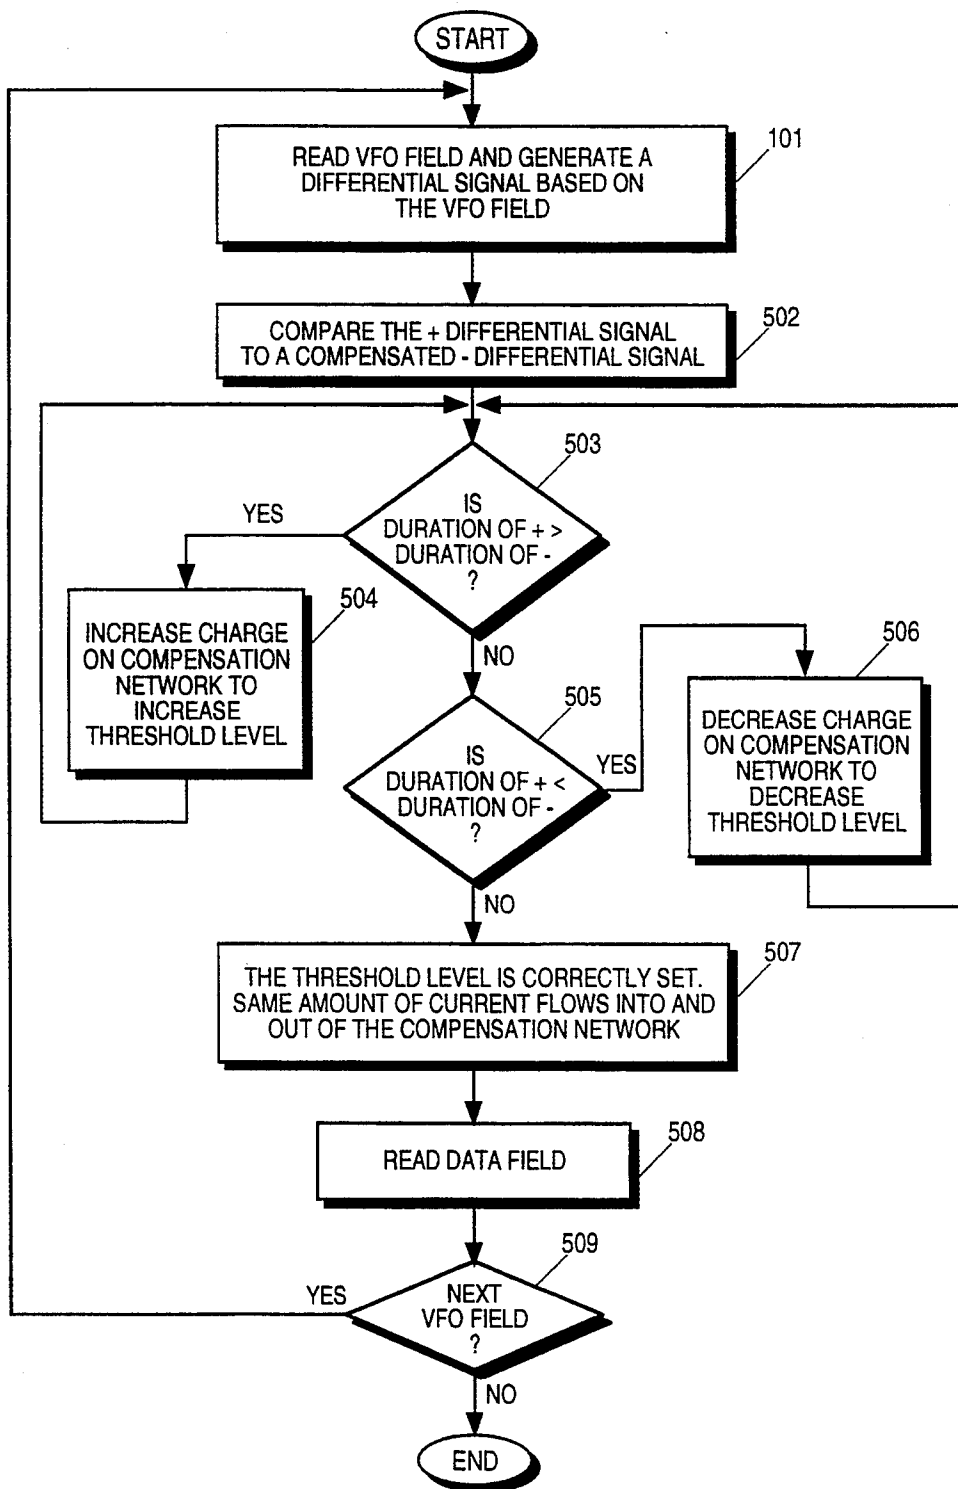 START
READ VFO FIELD AND GENERATE A
DIFFERENTIAL SIGNAL BASED ON
THE VFO FIELD
101
COMPARE THE + DIFFERENTIAL SIGNAL
TO A COMPENSATED - DIFFERENTIAL SIGNAL
502
IS
DURATION OF + >
DURATION OF -
?
503
YES
INCREASE CHARGE
ON COMPENSATION
NETWORK TO
INCREASE
THRESHOLD LEVEL
504
NO
IS
DURATION OF + <
DURATION OF -
?
505
YES
DECREASE CHARGE
ON COMPENSATION
NETWORK TO
DECREASE
THRESHOLD LEVEL
506
NO
THE THRESHOLD LEVEL IS CORRECTLY SET.
SAME AMOUNT OF CURRENT FLOWS INTO AND
OUT OF THE COMPENSATION NETWORK
507
READ DATA FIELD
508
NEXT
VFO FIELD
?
509
YES
NO
END